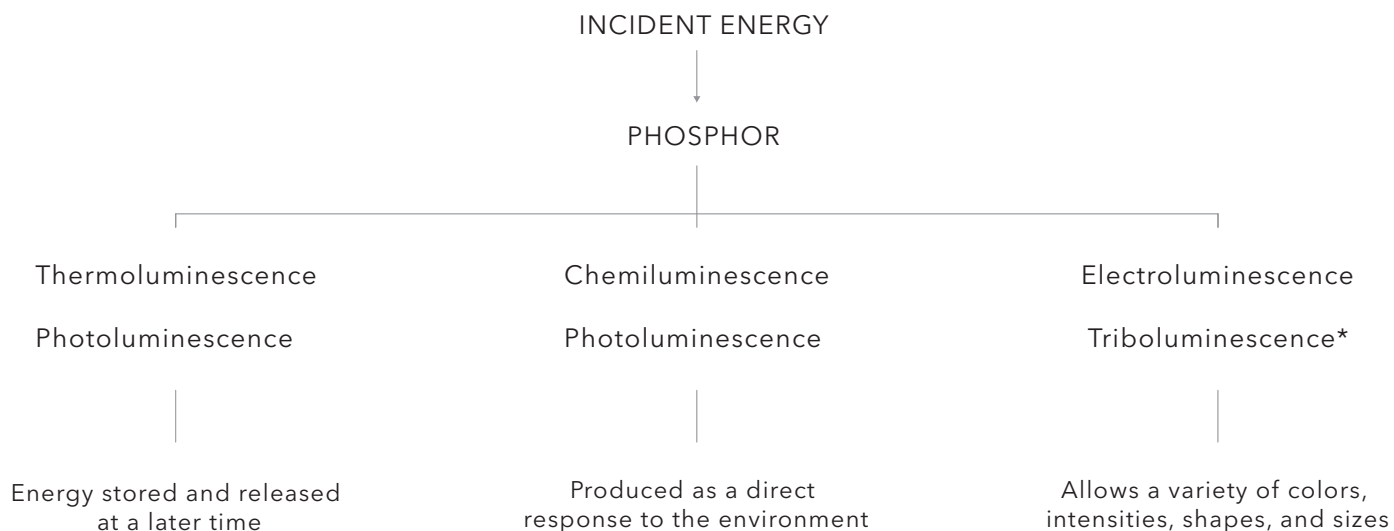 INCIDENT ENERGY
PHOSPHOR
Thermoluminescence
Photoluminescence
Energy stored and released
at a later time
Chemiluminescence
Photoluminescence
Produced as a direct
response to the environment
Electroluminescence
Triboluminescence*
Allows a variety of colors,
intensities, shapes, and sizes